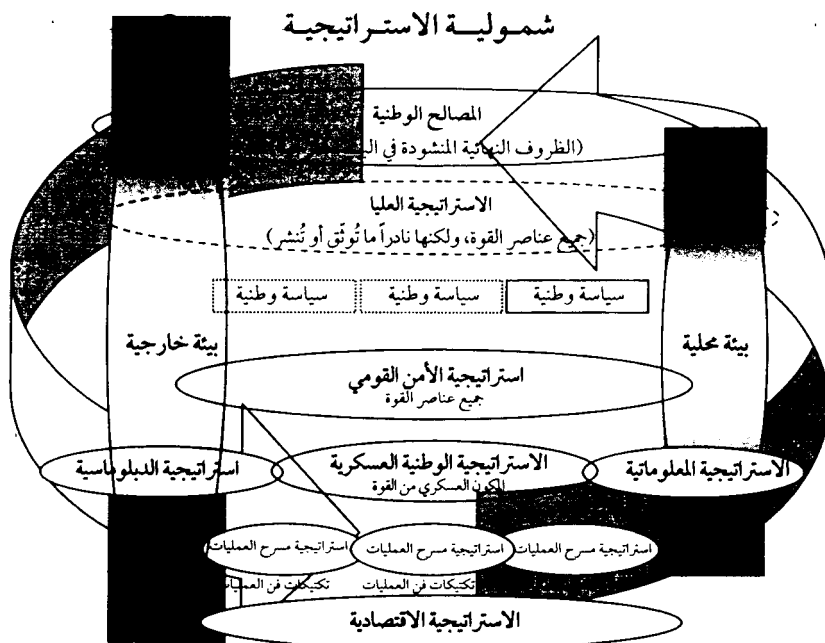 شمولية الاستراتيجية
المصالح الوطنية
(الظروف النهائية المنشودة في
الاستراتيجية العليا
(جميع عناصر القوة، ولكنها نادراً ما تُوثّق أو تُنشر)
سياسة وطنية
سياسة وطنية
سياسة وطنية
بيئة محلية
بيئة خارجية
استراتيجية الأمن القومي
جميع عناصر القوة
الاستراتيجية المعلوماتية
الاستراتيجية الوطنية العسكرية
المكون العسكري من القوة
استراتيجية الدبلوماسية
استراتيجية مسرح العمليات
استراتيجية مسرح العمليات
استراتيجية مسرح العمليات
تكتيكات فن العمليات
تكتيكات فن العمليات
الاستراتيجية الاقتصادية